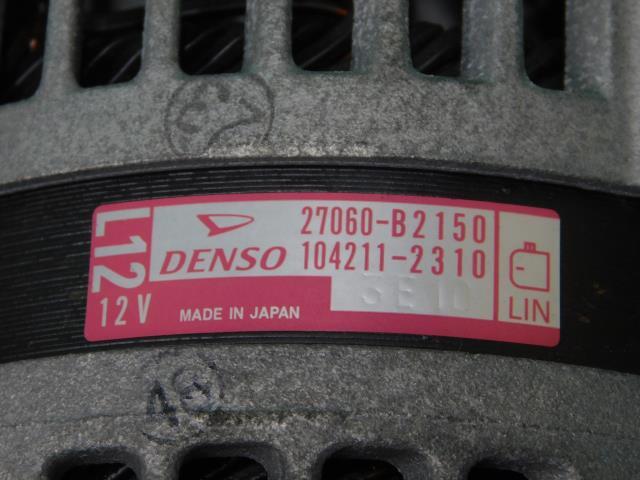 L12
12V
27060-B2150
DENSO 104211-2310
MADE IN JAPAN
LIN